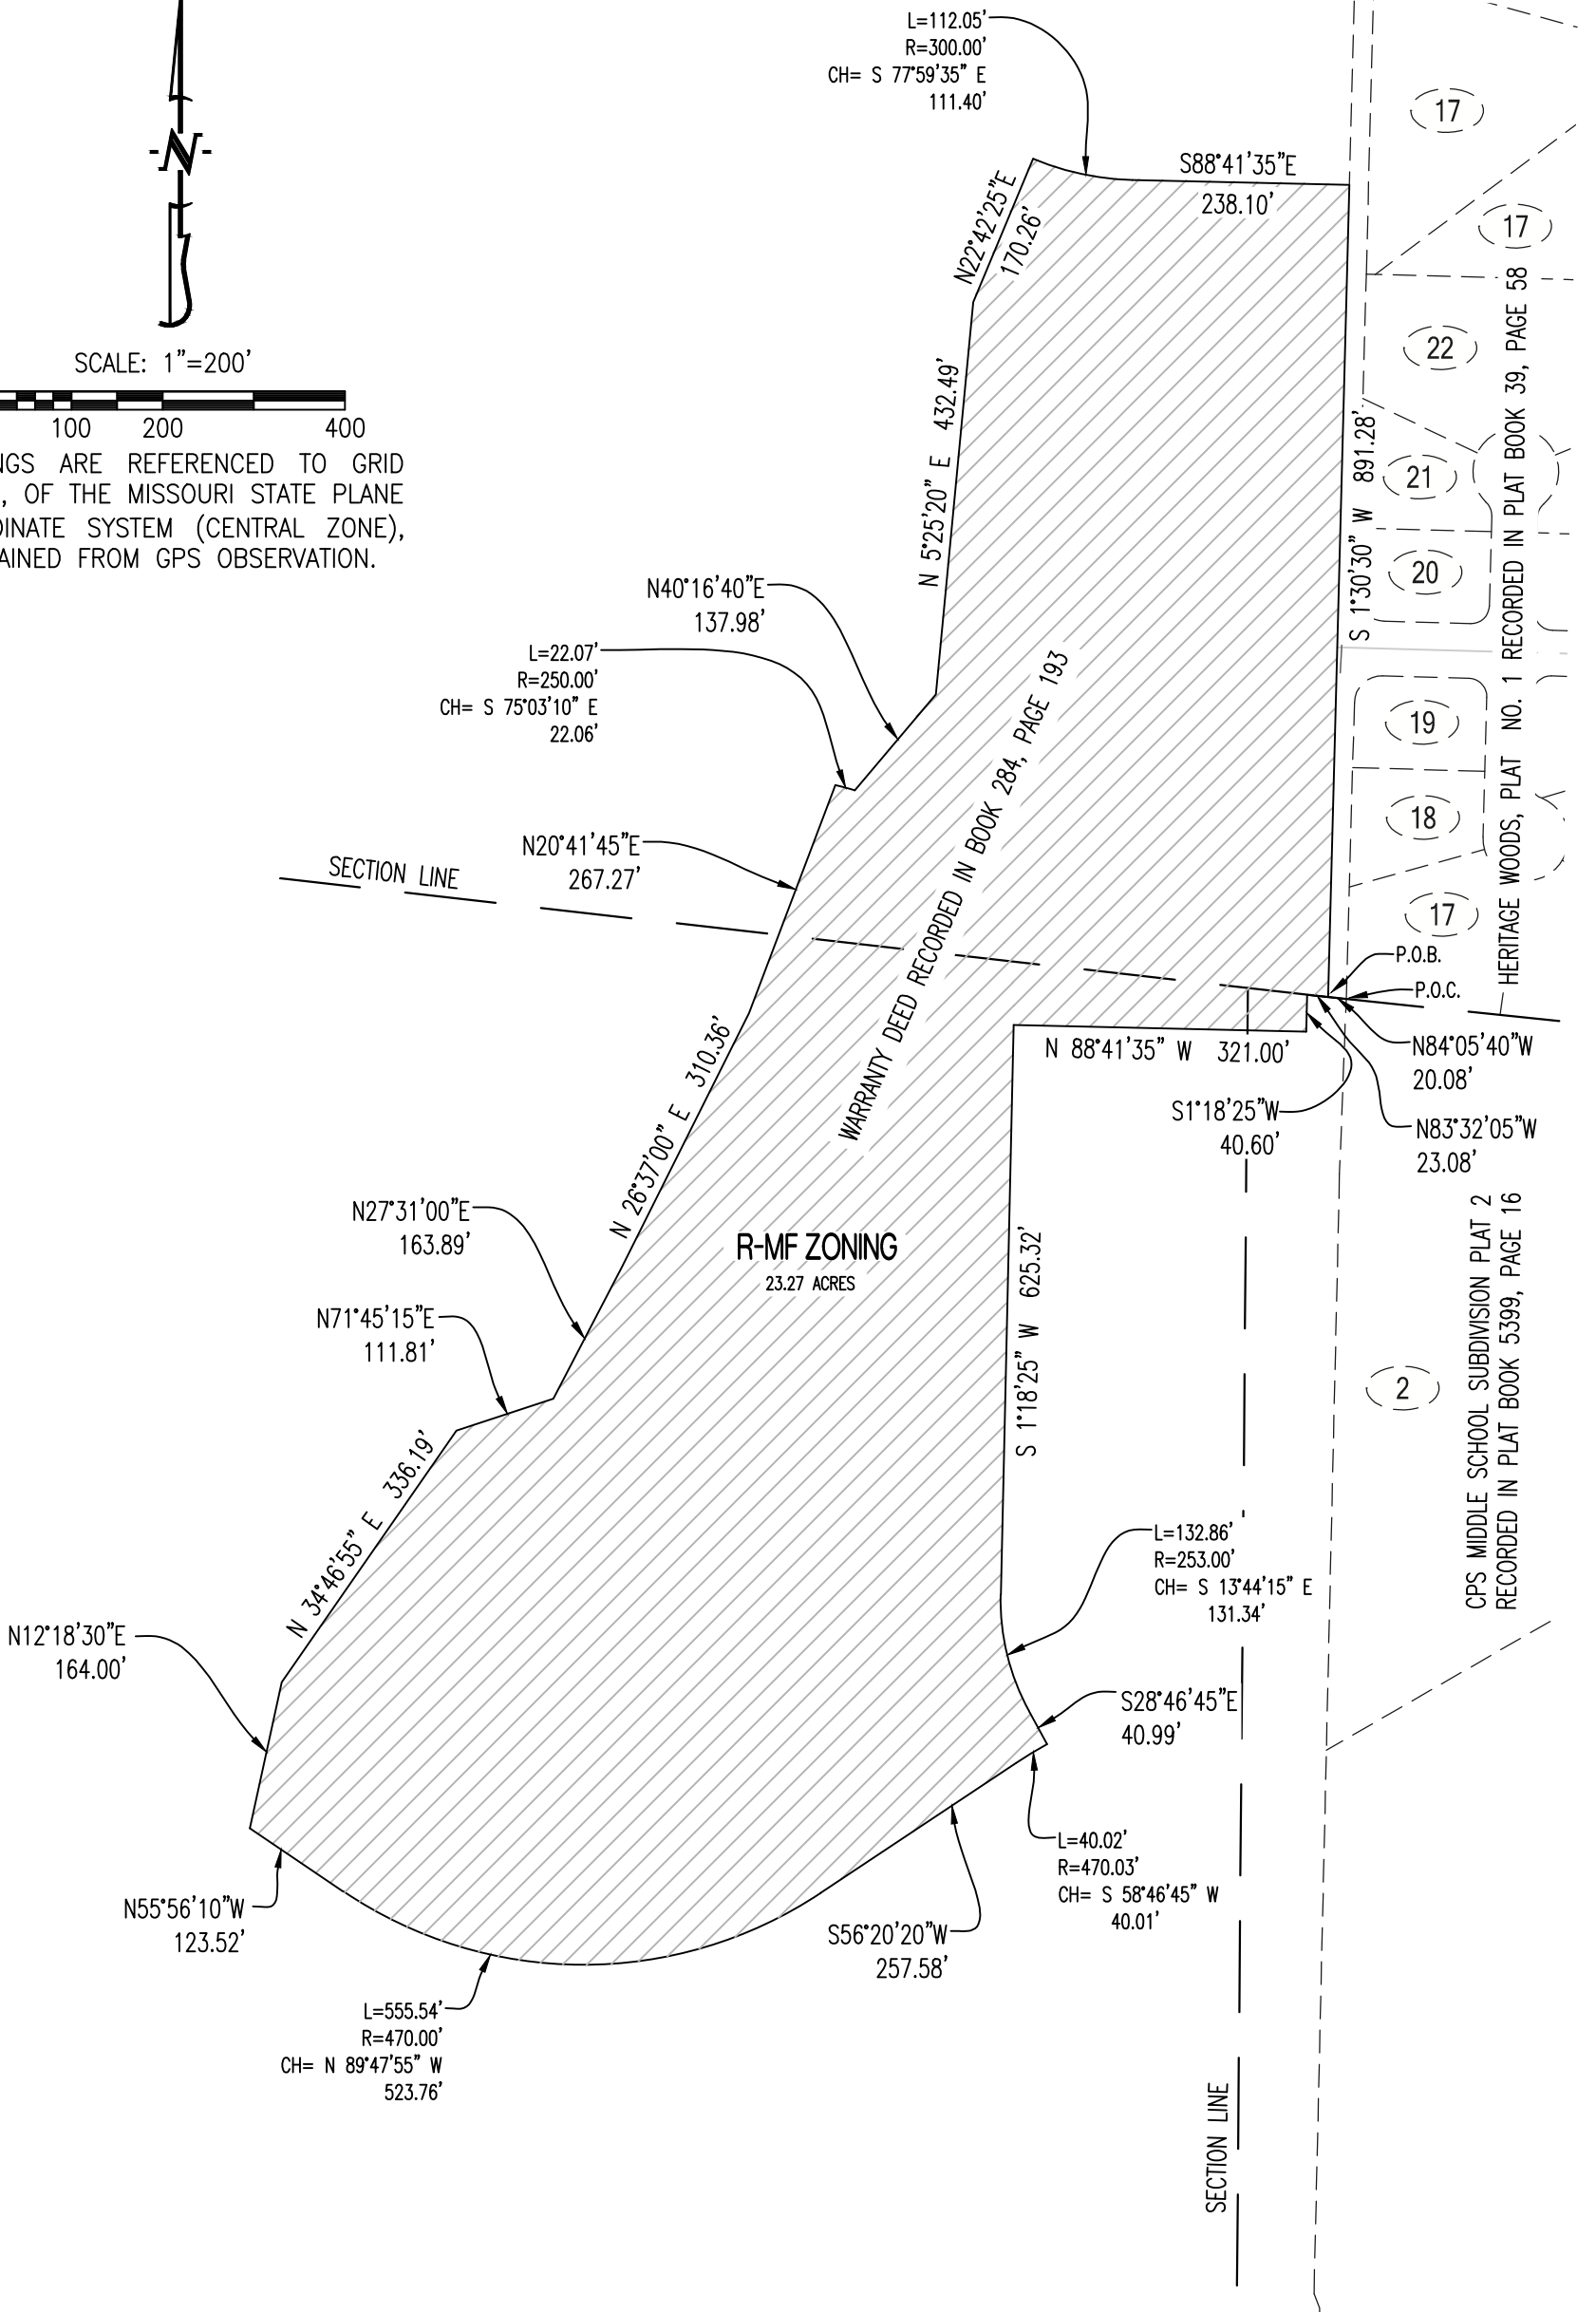 L=112.05'
R=300.00'
CH= S 77°59'35" E
111.40'
N
SCALE: 1"=200'
100 200 400
NGS ARE REFERENCED TO GRID
, OF THE MISSOURI STATE PLANE
DINATE SYSTEM (CENTRAL ZONE),
AINED FROM GPS OBSERVATION.
S88°41'35"E
238.10'
N22°42'25"E
170.26'
N 5°25'20" E 432.49'
S 1°30'30" W 891.28'
17
17
22
21
20
19
18
17
HERITAGE WOODS, PLAT NO. 1 RECORDED IN PLAT BOOK 39, PAGE 58
N40°16'40"E
137.98'
L=22.07'
R=250.00'
CH= S 75°03'10" E
22.06'
N20°41'45"E
267.27'
SECTION LINE
WARRANTY DEED RECORDED IN BOOK 284, PAGE 193
P.O.B.
P.O.C.
N84°05'40"W
20.08'
N83°32'05"W
23.08'
N 88°41'35" W 321.00'
S1°18'25"W
40.60'
N 26°37'00" E 310.36'
N27°31'00"E
163.89'
R-MF ZONING
23.27 ACRES
S 1°18'25" W 625.32'
N71°45'15"E
111.81'
2
CPS MIDDLE SCHOOL SUBDIVISION PLAT 2
RECORDED IN PLAT BOOK 5399, PAGE 16
N 34°46'55" E 336.19'
L=132.86'
R=253.00'
CH= S 13°44'15" E
131.34'
N12°18'30"E
164.00'
S28°46'45"E
40.99'
L=40.02'
R=470.03'
CH= S 58°46'45" W
40.01'
N55°56'10"W
123.52'
S56°20'20"W
257.58'
L=555.54'
R=470.00'
CH= N 89°47'55" W
523.76'
SECTION LINE